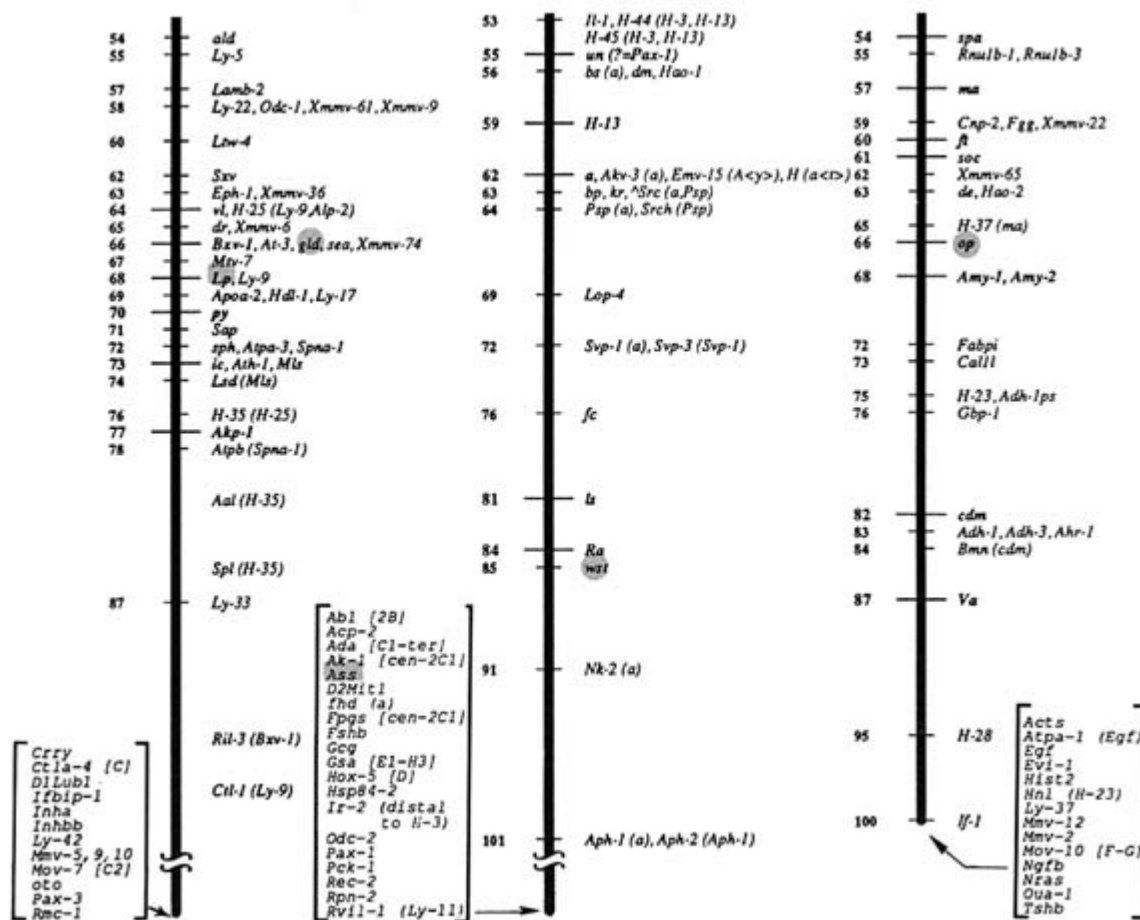 54 ald
55 Ly-5
57 Lamb-2
58 Ly-22, Odc-1, Xmmv-61, Xmmv-9
60 Ltw-4
62 Sxv
63 Eph-1, Xmmv-36
64 vl, H-25 (Ly-9, Alp-2)
65 dr, Xmmv-6
66 Bxv-1, At-3, gld, sea, Xmmv-74
67 Mtv-7
68 Lp, Ly-9
69 Apoa-2, Hdl-1, Ly-17
70 py
71 Sap
72 sph, Atpa-3, Spna-1
73 ic, Ath-1, Mls
74 Lsd (Mls)
76 H-35 (H-25)
77 Akp-1
78 Atpb (Spna-1)
Aal (H-35)
Spl (H-35)
87 Ly-33
Ril-3 (Bxv-1)
Ctl-1 (Ly-9)
Crry
Ctla-4 [C]
D1Lub1
Ifbip-1
Inha
Inhbb
Ly-42
Mmv-5, 9, 10
Mov-7 [C2]
oto
Pax-3
Rmc-1
53 Il-1, H-44 (H-3, H-13)
H-45 (H-3, H-13)
55 un (?=Pax-1)
56 bs (a), dm, Hao-1
59 H-13
62 a, Akv-3 (a), Emv-15 (A<y>), H (a<r>)
63 bp, kr, ^Src (a,Psp)
64 Psp (a), Srch (Psp)
69 Lop-4
72 Svp-1 (a), Svp-3 (Svp-1)
76 fc
81 ls
84 Ra
85 wst
91 Nk-2 (a)
101 Aph-1 (a), Aph-2 (Aph-1)
Abl [2B]
Acp-2
Ada [C1-ter]
Ak-1 [cen-2C1]
Ass
D2Mit1
fhd (a)
Fpgs [cen-2C1]
Fshb
Gcg
Gsa [E1-H3]
Hox-5 [D]
Hsp84-2
Ir-2 (distal
to H-3)
Odc-2
Pax-1
Pck-1
Rec-2
Rpn-2
Rvil-1 (Ly-11)
54 spa
55 Rnu1b-1, Rnu1b-3
57 ma
59 Cnp-2, Fgg, Xmmv-22
60 ft
61 soc
62 Xmmv-65
63 de, Hao-2
65 H-37 (ma)
66 op
68 Amy-1, Amy-2
72 Fabpi
73 Cal1l
75 H-23, Adh-1ps
76 Gbp-1
82 cdm
83 Adh-1, Adh-3, Ahr-1
84 Bmn (cdm)
87 Va
95 H-28
100 If-1
Acts
Atpa-1 (Egf)
Egf
Evi-1
Hist2
Hnl (H-23)
Ly-37
Mmv-12
Mmv-2
Mov-10 [F-G]
Ngfb
Nras
Oua-1
Tshb